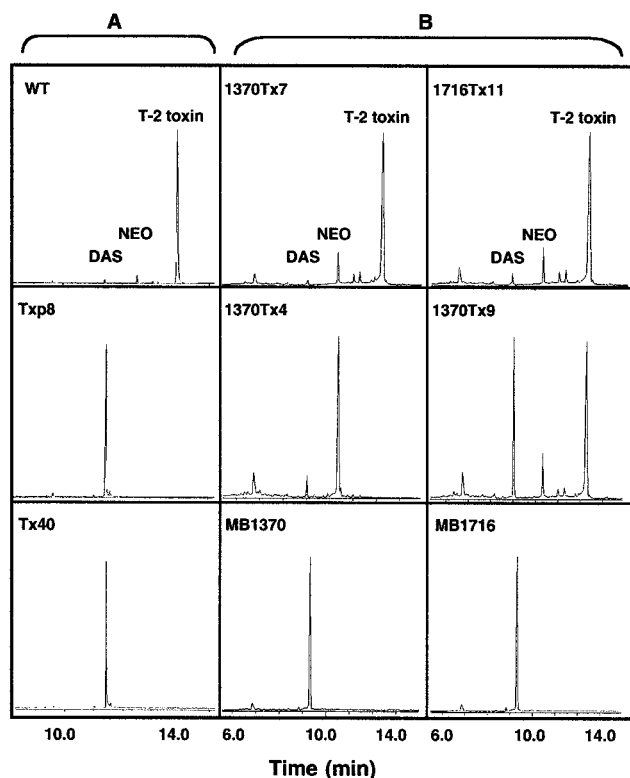 A B
WT 1370Tx7 1716Tx11
T-2 toxin T-2 toxin T-2 toxin
NEO NEO NEO
DAS DAS DAS
Txp8 1370Tx4 1370Tx9
Tx40 MB1370 MB1716
10.0 14.0 6.0 10.0 14.0 6.0 10.0 14.0
Time (min)